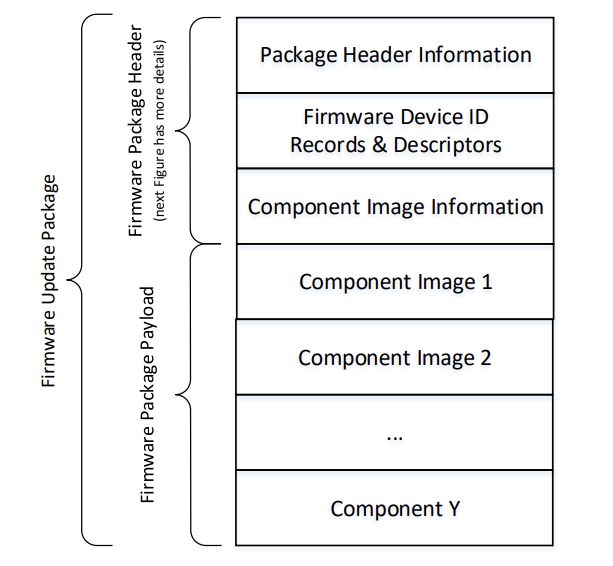 Firmware Update Package
Firmware Package Header
(next Figure has more details)
Firmware Package Payload
Package Header Information
Firmware Device ID
Records & Descriptors
Component Image Information
Component Image 1
Component Image 2
...
Component Y